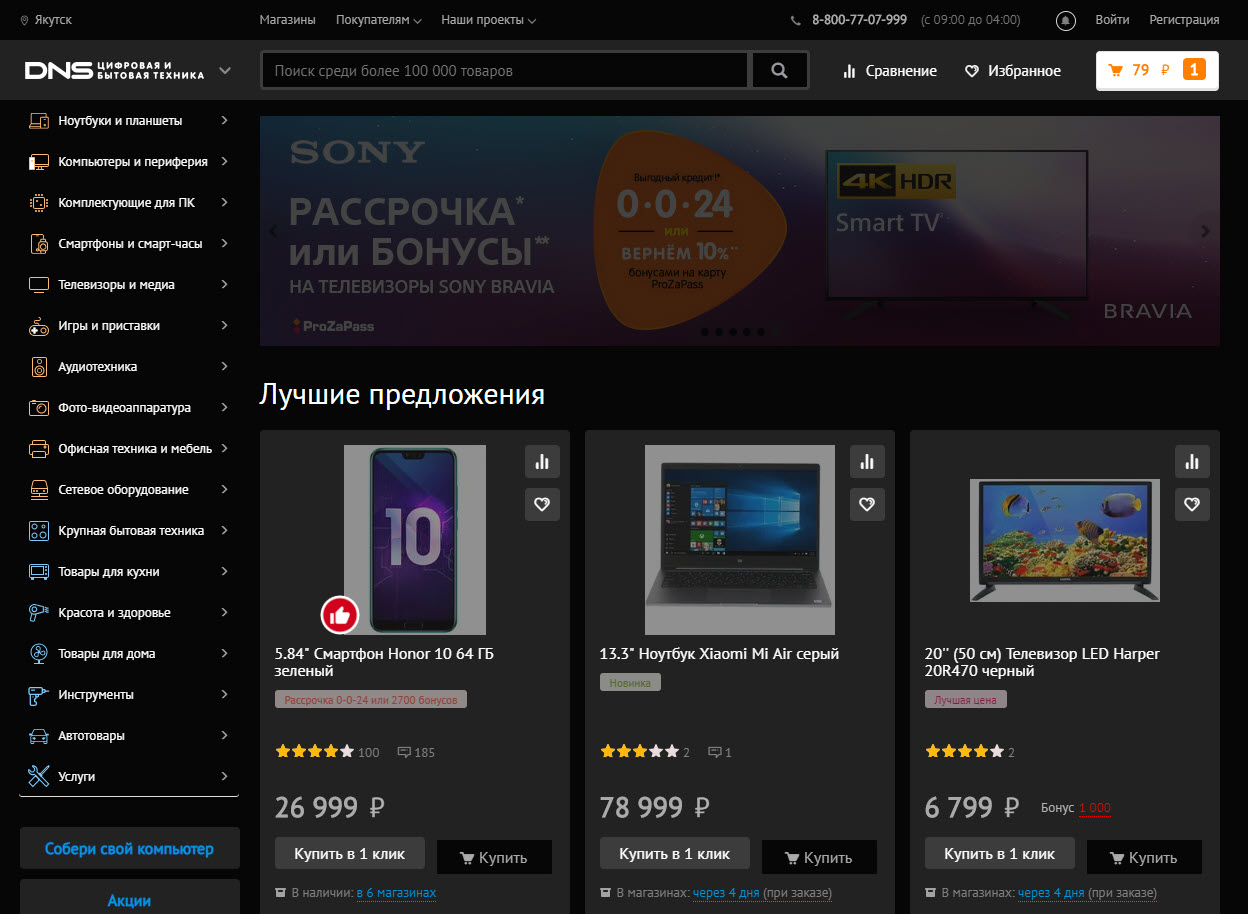 Якутск
Магазины
Покупателям
Наши проекты
8-800-77-07-999
(с 09:00 до 04:00)
Войти
Регистрация
DNS ЦИФРОВАЯ И
БЫТОВАЯ ТЕХНИКА
Поиск среди более 100 000 товаров
Сравнение
Избранное
79 ₽ 1
Ноутбуки и планшеты
Компьютеры и периферия
Комплектующие для ПК
Смартфоны и смарт-часы
Телевизоры и медиа
Игры и приставки
Аудиотехника
Фото-видеоаппаратура
Офисная техника и мебель
Сетевое оборудование
Крупная бытовая техника
Товары для кухни
Красота и здоровье
Товары для дома
Инструменты
Автотовары
Услуги
Собери свой компьютер
Акции
SONY
РАССРОЧКА*
или БОНУСЫ**
НА ТЕЛЕВИЗОРЫ SONY BRAVIA
ProZaPass
Выгодный кредит!*
0·0·24
или
ВЕРНЁМ 10%**
бонусами на карту
ProZaPass
4K HDR
Smart TV
BRAVIA
Лучшие предложения
10
5.84" Смартфон Honor 10 64 ГБ
зеленый
Рассрочка 0-0-24 или 2700 бонусов
100 185
26 999 ₽
Купить в 1 клик
Купить
В наличии: в 6 магазинах
13.3" Ноутбук Xiaomi Mi Air серый
Новинка
2 1
78 999 ₽
Купить в 1 клик
Купить
В магазинах: через 4 дня (при заказе)
20'' (50 см) Телевизор LED Harper
20R470 черный
Лучшая цена
2
6 799 ₽ Бонус 1 000
Купить в 1 клик
Купить
В магазинах: через 4 дня (при заказе)